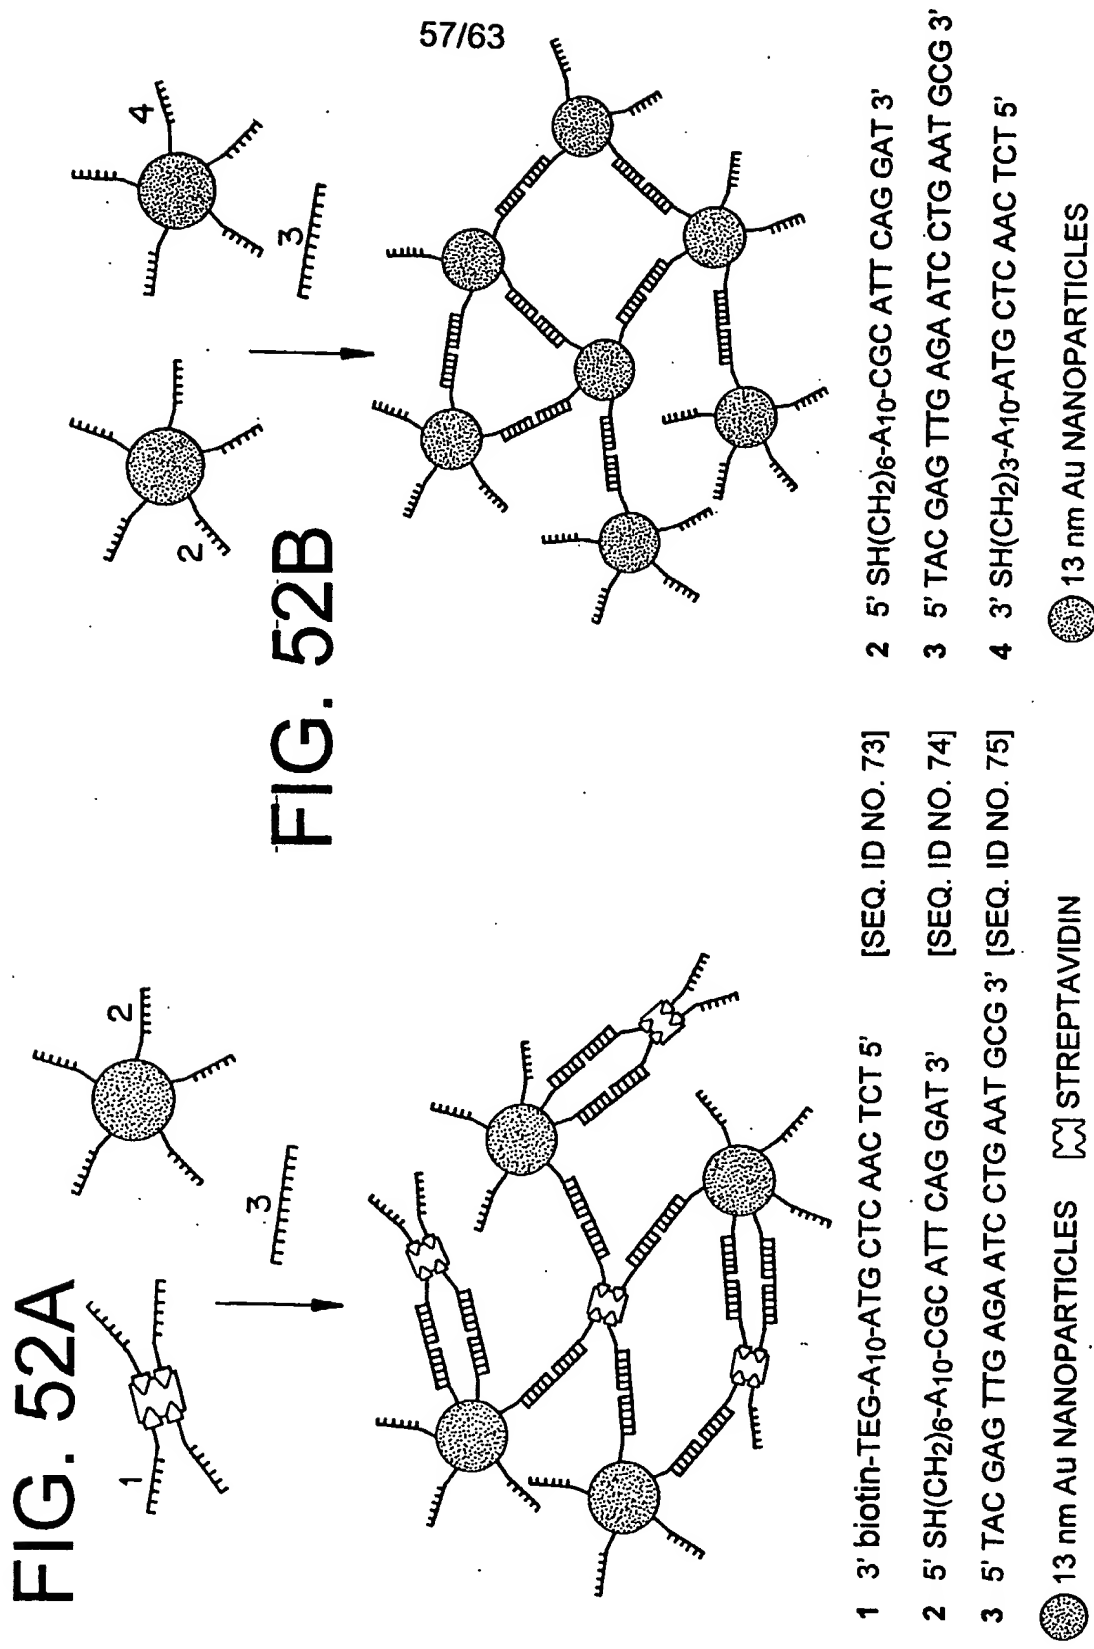 57/63
FIG. 52A
1
2
3
1 3' biotin-TEG-A10-ATG CTC AAC TCT 5' [SEQ. ID NO. 73]
2 5' SH(CH2)6-A10-CGC ATT CAG GAT 3' [SEQ. ID NO. 74]
3 5' TAC GAG TTG AGA ATC CTG AAT GCG 3' [SEQ. ID NO. 75]
13 nm Au NANOPARTICLES STREPTAVIDIN
FIG. 52B
2
4
3
2 5' SH(CH2)6-A10-CGC ATT CAG GAT 3'
3 5' TAC GAG TTG AGA ATC CTG AAT GCG 3'
4 3' SH(CH2)3-A10-ATG CTC AAC TCT 5'
13 nm Au NANOPARTICLES